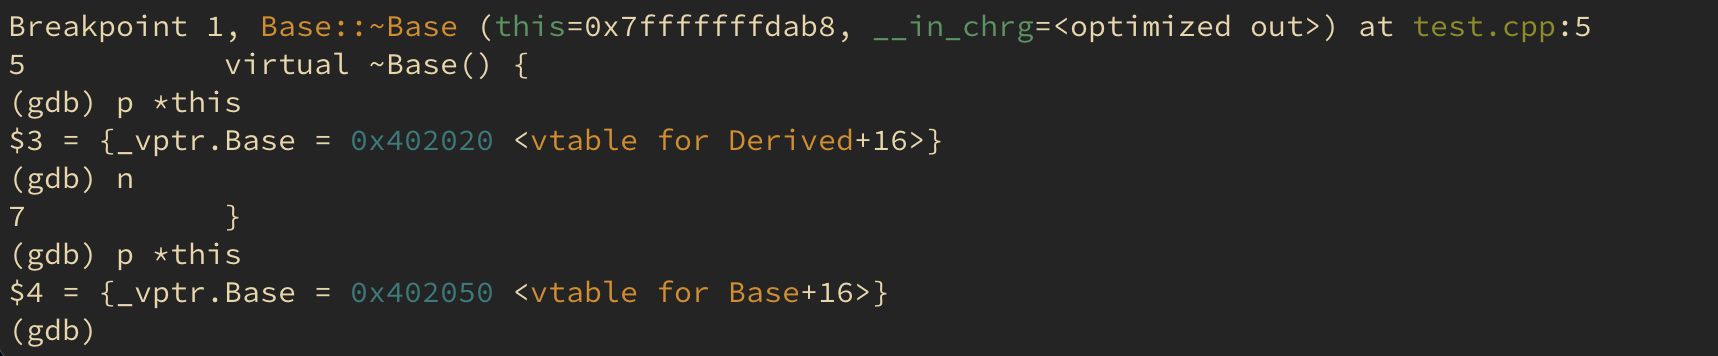 Breakpoint 1, Base::~Base (this=0x7fffffffdab8, __in_chrg=<optimized out>) at test.cpp:5
5          virtual ~Base() {
(gdb) p *this
$3 = {_vptr.Base = 0x402020 <vtable for Derived+16>}
(gdb) n
7          }
(gdb) p *this
$4 = {_vptr.Base = 0x402050 <vtable for Base+16>}
(gdb)